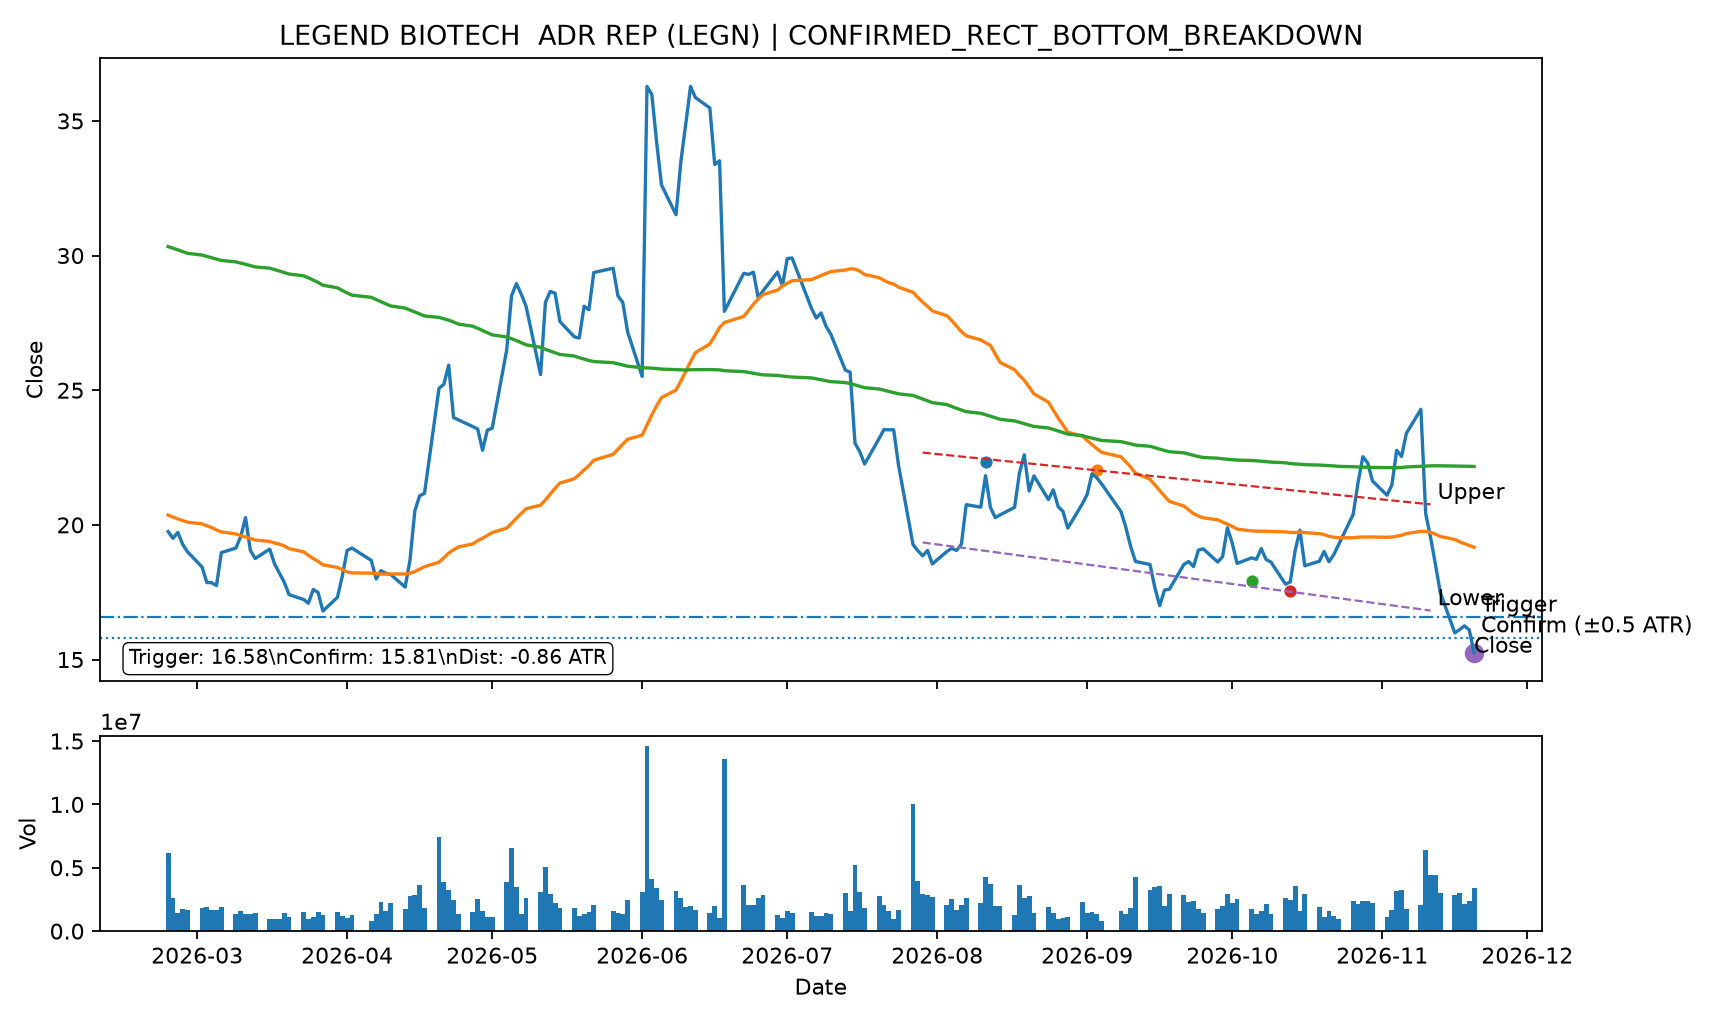 LEGEND BIOTECH  ADR REP (LEGN) | CONFIRMED_RECT_BOTTOM_BREAKDOWN
Close
35
30
25
20
15
Upper
Lower
Trigger
Confirm (±0.5 ATR)
Close
Trigger: 16.58\nConfirm: 15.81\nDist: -0.86 ATR
1e7
Vol
1.5
1.0
0.5
0.0
2026-03 2026-04 2026-05 2026-06 2026-07 2026-08 2026-09 2026-10 2026-11 2026-12
Date